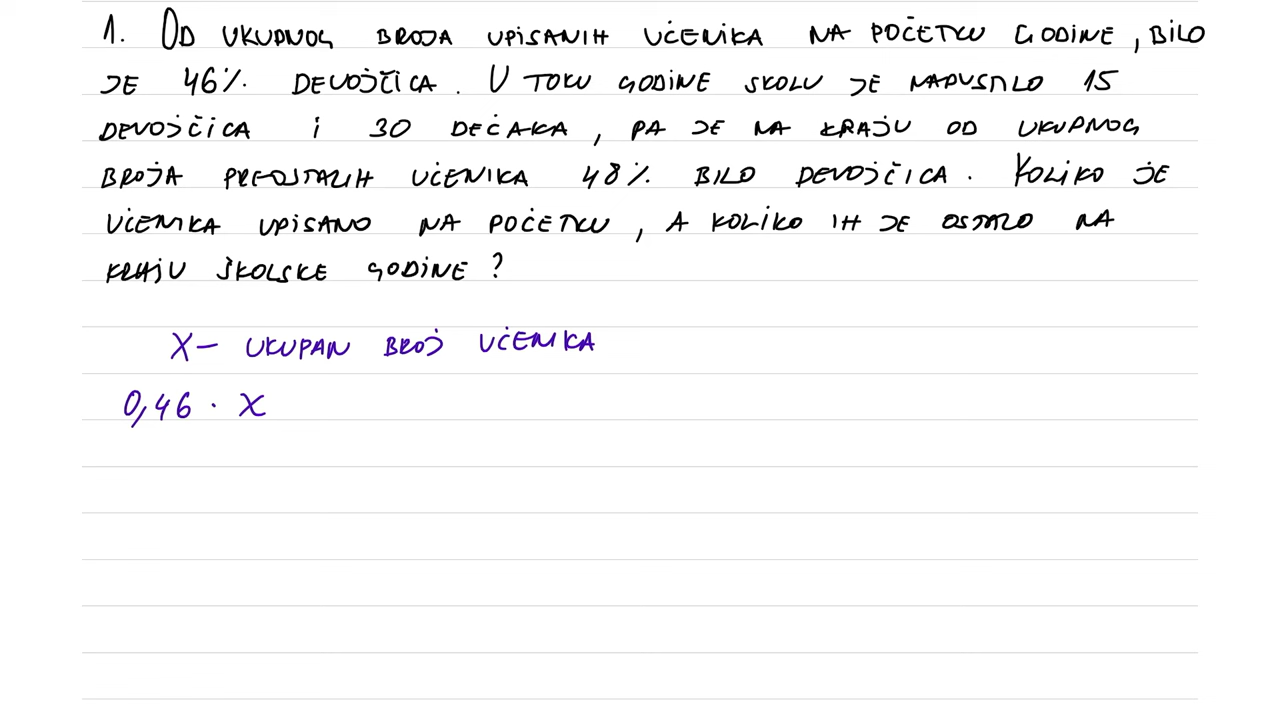 1. OD UKUPNOG BROJA UPISANIH UČENIKA NA POČETKU GODINE, BILO
JE 46% DEVOJČICA. U TOKU GODINE SKOLU JE NAPUSTILO 15
DEVOJČICA I 30 DEČAKA, PA JE NA KRAJU OD UKUPNOG
BROJA PREOSTALIH UČENIKA 48% BILO DEVOJČICA. KOLIKO JE
UČENIKA UPISANO NA POČETKU, A KOLIKO IH JE OSTALO NA
KRAJU ŠKOLSKE GODINE?
X- UKUPAN BROJ UČENIKA
0,46 · X